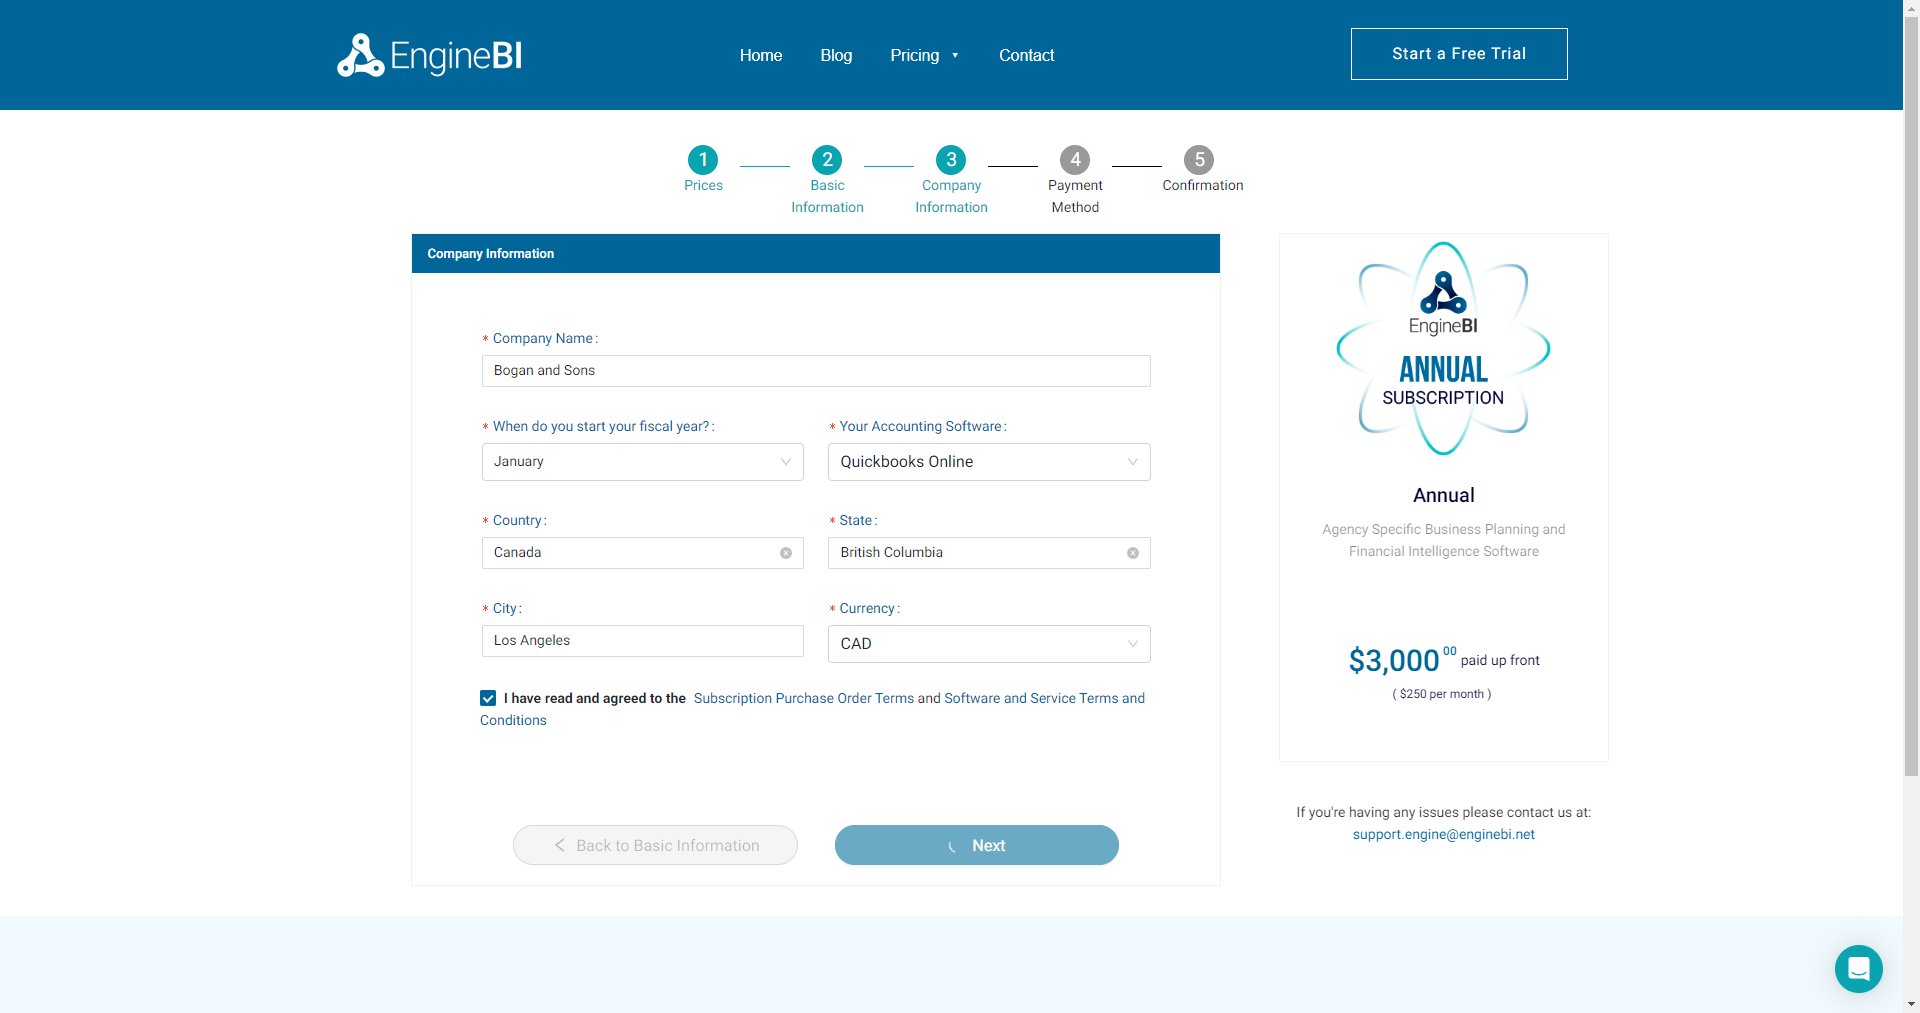 EngineBI
Home
Blog
Pricing
Contact
Start a Free Trial
1
2
3
4
5
Prices
Basic
Information
Company
Information
Payment
Method
Confirmation
Company Information
* Company Name :
Bogan and Sons
* When do you start your fiscal year? :
January
* Your Accounting Software :
Quickbooks Online
* Country :
Canada
* State :
British Columbia
* City :
Los Angeles
* Currency :
CAD
I have read and agreed to the Subscription Purchase Order Terms and Software and Service Terms and
Conditions
Back to Basic Information
Next
EngineBI
ANNUAL
SUBSCRIPTION
Annual
Agency Specific Business Planning and
Financial Intelligence Software
$3,000 00 paid up front
( $250 per month )
If you're having any issues please contact us at:
support.engine@enginebi.net